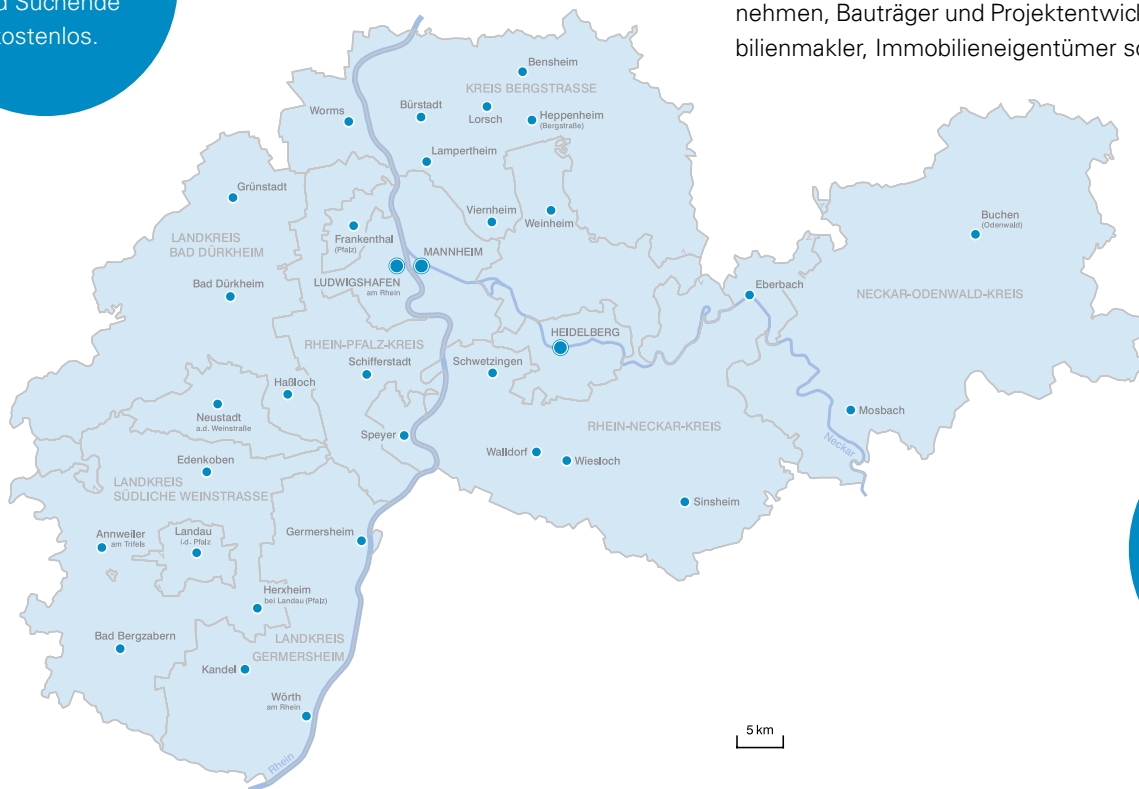 d Suchende
kostenlos.
nehmen, Bauträger und Projektentwick
bilienmakler, Immobilieneigentümer so
Bensheim
KREIS BERGSTRASSE
Worms
Bürstadt
Lorsch
Heppenheim
(Bergstraße)
Lampertheim
Grünstadt
Viernheim
Weinheim
Buchen
(Odenwald)
LANDKREIS
BAD DÜRKHEIM
Frankenthal
(Pfalz)
MANNHEIM
LUDWIGSHAFEN
am Rhein
Bad Dürkheim
Eberbach
NECKAR-ODENWALD-KREIS
HEIDELBERG
RHEIN-PFALZ-KREIS
Schifferstadt
Schwetzingen
Haßloch
Neustadt
a.d. Weinstraße
Mosbach
RHEIN-NECKAR-KREIS
Speyer
Neckar
Walldorf
Wiesloch
Edenkoben
LANDKREIS
SÜDLICHE WEINSTRASSE
Sinsheim
Annweiler
am Trifels
Landau
i.d. Pfalz
Germersheim
Herxheim
bei Landau (Pfalz)
Bad Bergzabern
LANDKREIS
GERMERSHEIM
Kandel
Wörth
am Rhein
Rhein
5 km